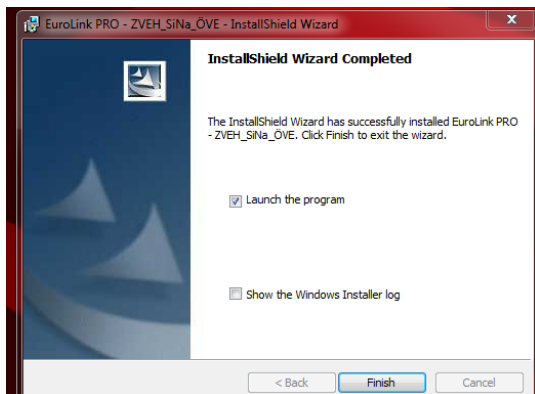 EuroLink PRO - ZVEH_SiNa_ÖVE - InstallShield Wizard
InstallShield Wizard Completed
The InstallShield Wizard has successfully installed EuroLink PRO
- ZVEH_SiNa_ÖVE. Click Finish to exit the wizard.
Launch the program
Show the Windows Installer log
< Back
Finish
Cancel